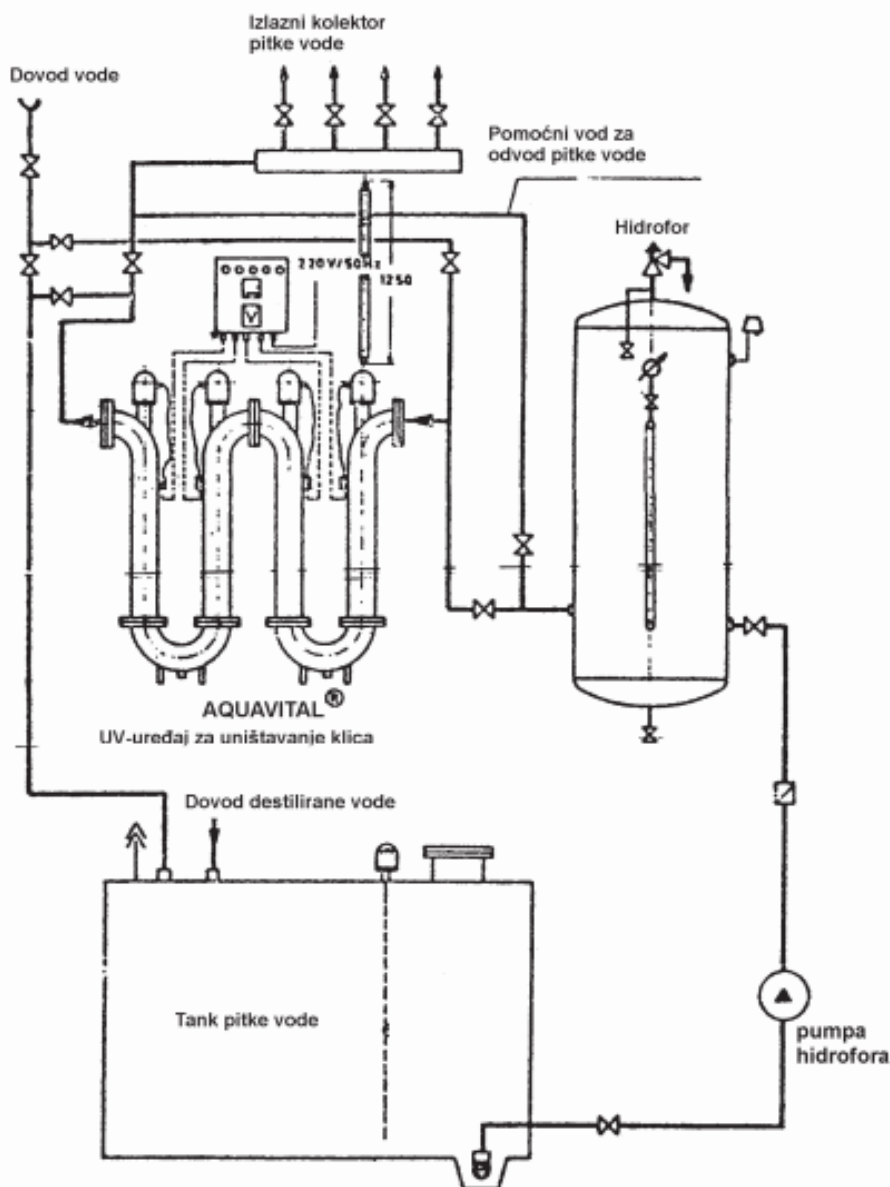 Izlazni kolektor
pitke vode
Dovod vode
Pomoćni vod za
odvod pitke vode
Hidrofor
220V/50Hz
1250
V
AQUAVITAL®
UV-uređaj za uništavanje klica
Dovod destilirane vode
Tank pitke vode
pumpa
hidrofora